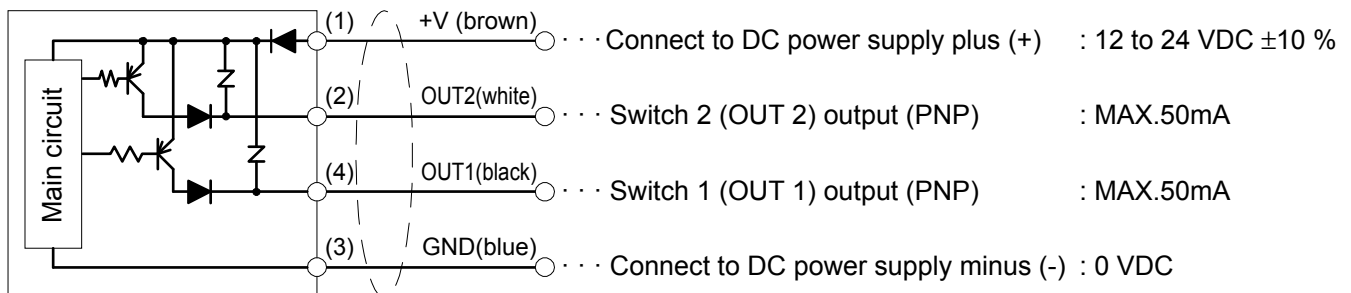 (1) +V (brown) · · · Connect to DC power supply plus (+) : 12 to 24 VDC ±10 %
(2) OUT2(white) · · · Switch 2 (OUT 2) output (PNP) : MAX.50mA
Main circuit
(4) OUT1(black) · · · Switch 1 (OUT 1) output (PNP) : MAX.50mA
(3) GND(blue) · · · Connect to DC power supply minus (-) : 0 VDC